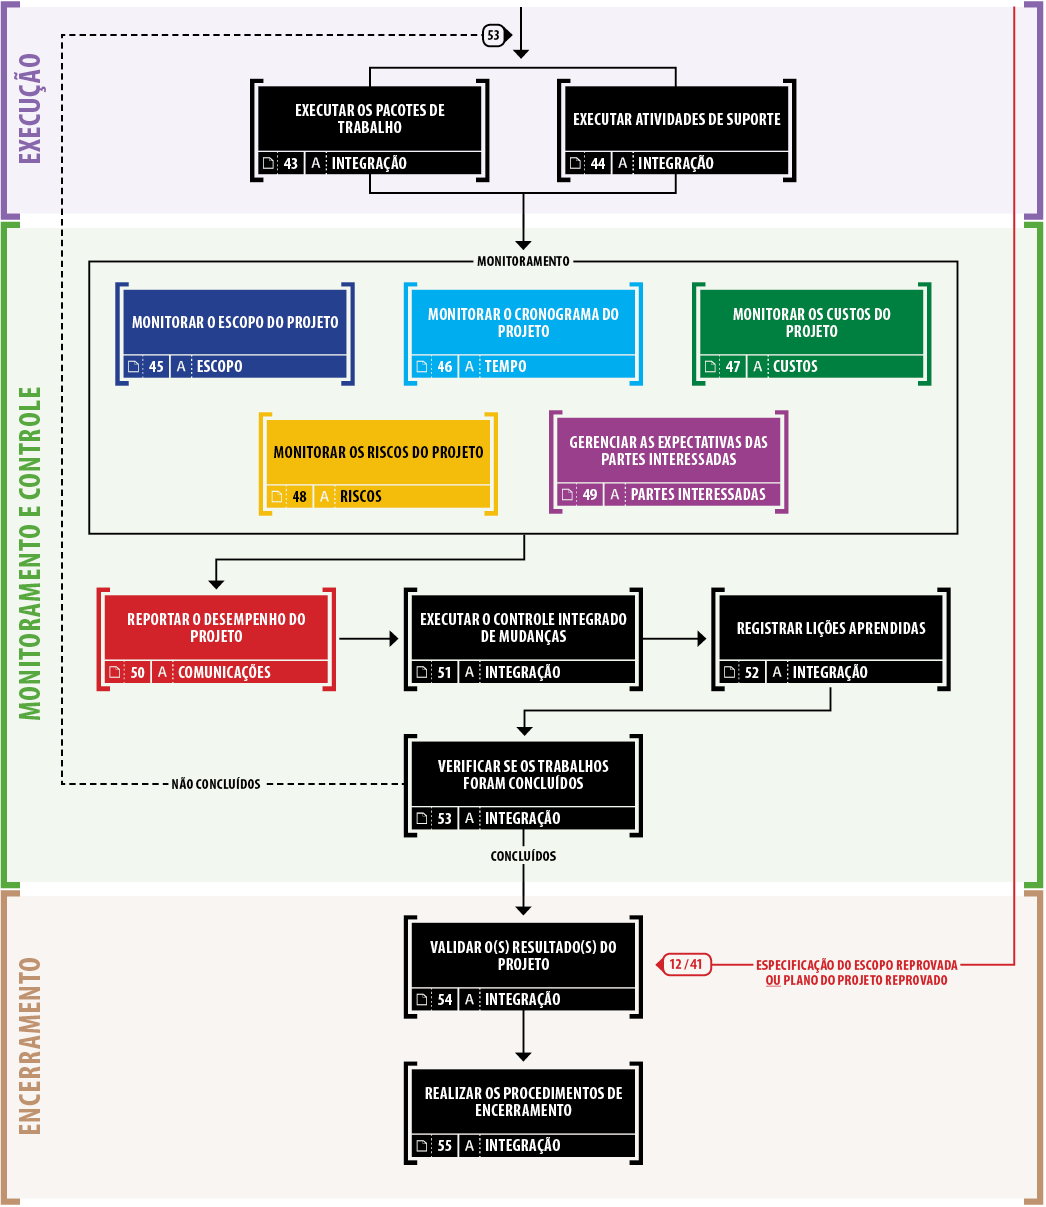 EXECUÇÃO
53
EXECUTAR OS PACOTES DE
TRABALHO
43 A INTEGRAÇÃO
EXECUTAR ATIVIDADES DE SUPORTE
44 A INTEGRAÇÃO
MONITORAMENTO E CONTROLE
MONITORAMENTO
MONITORAR O ESCOPO DO PROJETO
45 A ESCOPO
MONITORAR O CRONOGRAMA DO
PROJETO
46 A TEMPO
MONITORAR OS CUSTOS DO
PROJETO
47 A CUSTOS
MONITORAR OS RISCOS DO PROJETO
48 A RISCOS
GERENCIAR AS EXPECTATIVAS DAS
PARTES INTERESSADAS
49 A PARTES INTERESSADAS
REPORTAR O DESEMPENHO DO
PROJETO
50 A COMUNICAÇÕES
EXECUTAR O CONTROLE INTEGRADO
DE MUDANÇAS
51 A INTEGRAÇÃO
REGISTRAR LIÇÕES APRENDIDAS
52 A INTEGRAÇÃO
VERIFICAR SE OS TRABALHOS
FORAM CONCLUÍDOS
53 A INTEGRAÇÃO
NÃO CONCLUÍDOS
CONCLUÍDOS
ENCERRAMENTO
VALIDAR O(S) RESULTADO(S) DO
PROJETO
54 A INTEGRAÇÃO
12 / 41
ESPECIFICAÇÃO DO ESCOPO REPROVADA
OU PLANO DO PROJETO REPROVADO
REALIZAR OS PROCEDIMENTOS DE
ENCERRAMENTO
55 A INTEGRAÇÃO